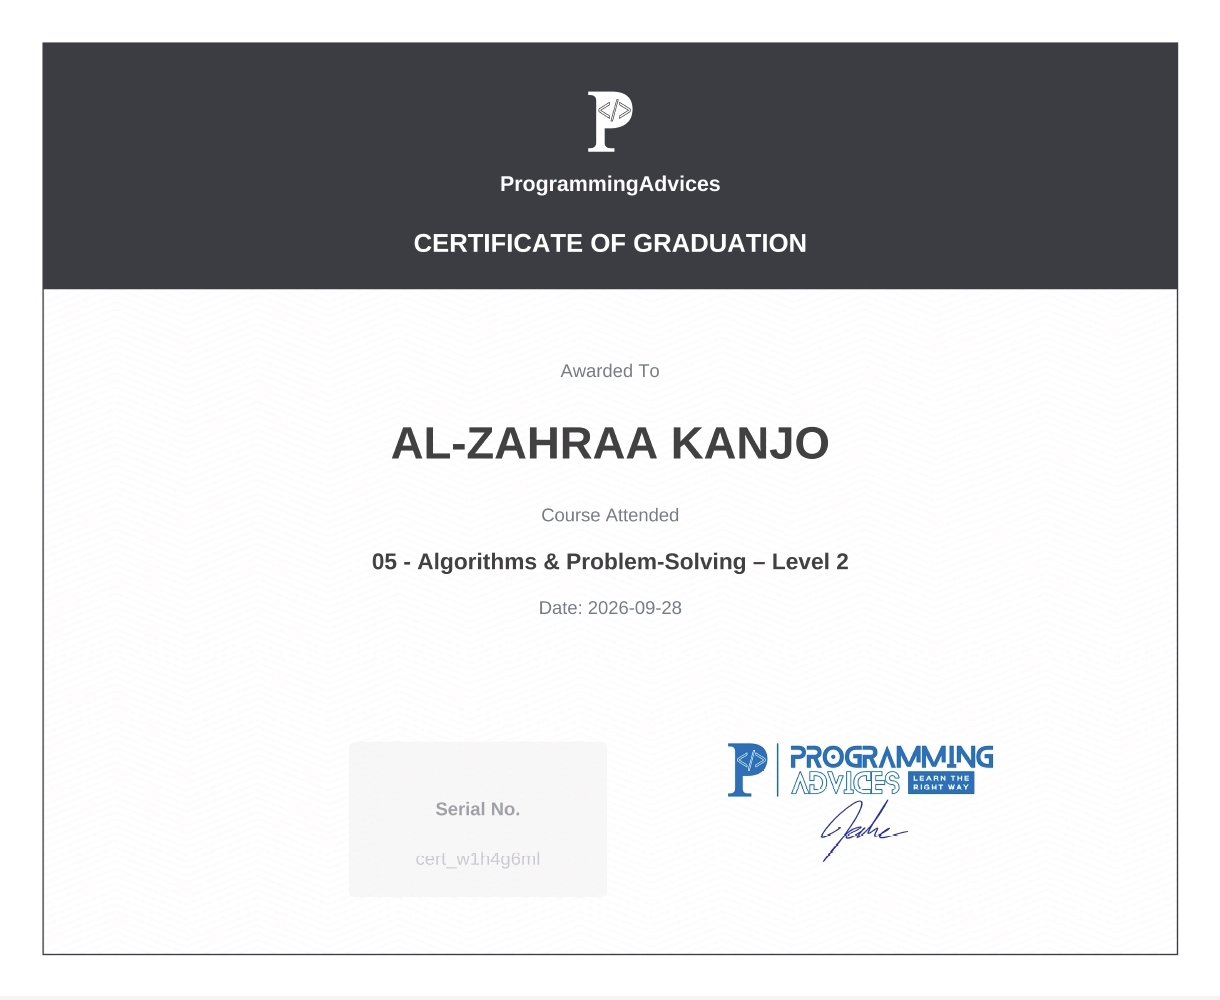 ProgrammingAdvices
CERTIFICATE OF GRADUATION
Awarded To
AL-ZAHRAA KANJO
Course Attended
05 - Algorithms & Problem-Solving – Level 2
Date: 2026-09-28
Serial No.
cert_w1h4g6ml
PROGRAMMING
ADVICES
LEARN THE
RIGHT WAY